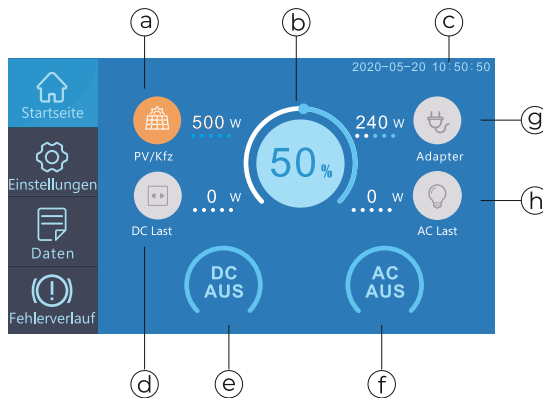 a
b
c
2020-05-20 10:50:50
Startseite
500 W
50%
240 W
g
PV/Kfz
Adapter
Einstellungen
0 W
0 W
h
DC Last
AC Last
Daten
DC
AUS
AC
AUS
Fehlerverlauf
d
e
f